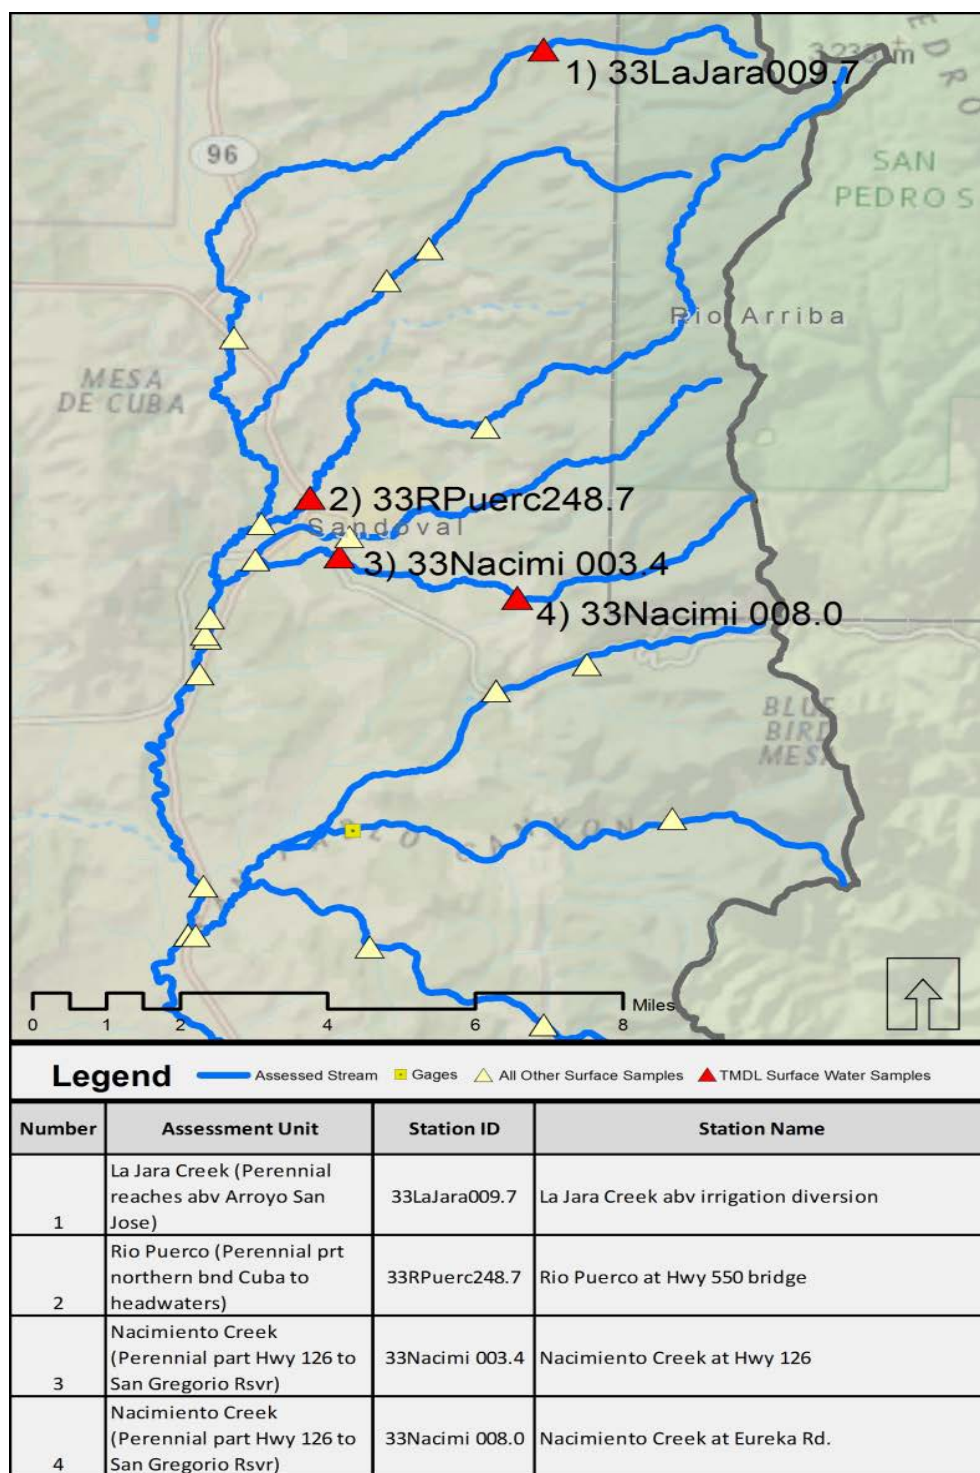 3233 m
1) 33LaJara009.7
EDRO
96
SAN
PEDRO S
Rio Arriba
MESA
DE CUBA
2) 33RPuerc248.7
Sandoval
3) 33Nacimi 003.4
4) 33Nacimi 008.0
BLUE
BIRD
MESA
CANYON
Miles
0 2 4 6 8
Legend Assessed Stream Gages All Other Surface Samples TMDL Surface Water Samples
Number Assessment Unit Station ID Station Name
1 La Jara Creek (Perennial
reaches abv Arroyo San
Jose) 33LaJara009.7 La Jara Creek abv irrigation diversion
2 Rio Puerco (Perennial prt
northern bnd Cuba to
headwaters) 33RPuerc248.7 Rio Puerco at Hwy 550 bridge
3 Nacimiento Creek
(Perennial part Hwy 126 to
San Gregorio Rsvr) 33Nacimi 003.4 Nacimiento Creek at Hwy 126
4 Nacimiento Creek
(Perennial part Hwy 126 to
San Gregorio Rsvr) 33Nacimi 008.0 Nacimiento Creek at Eureka Rd.